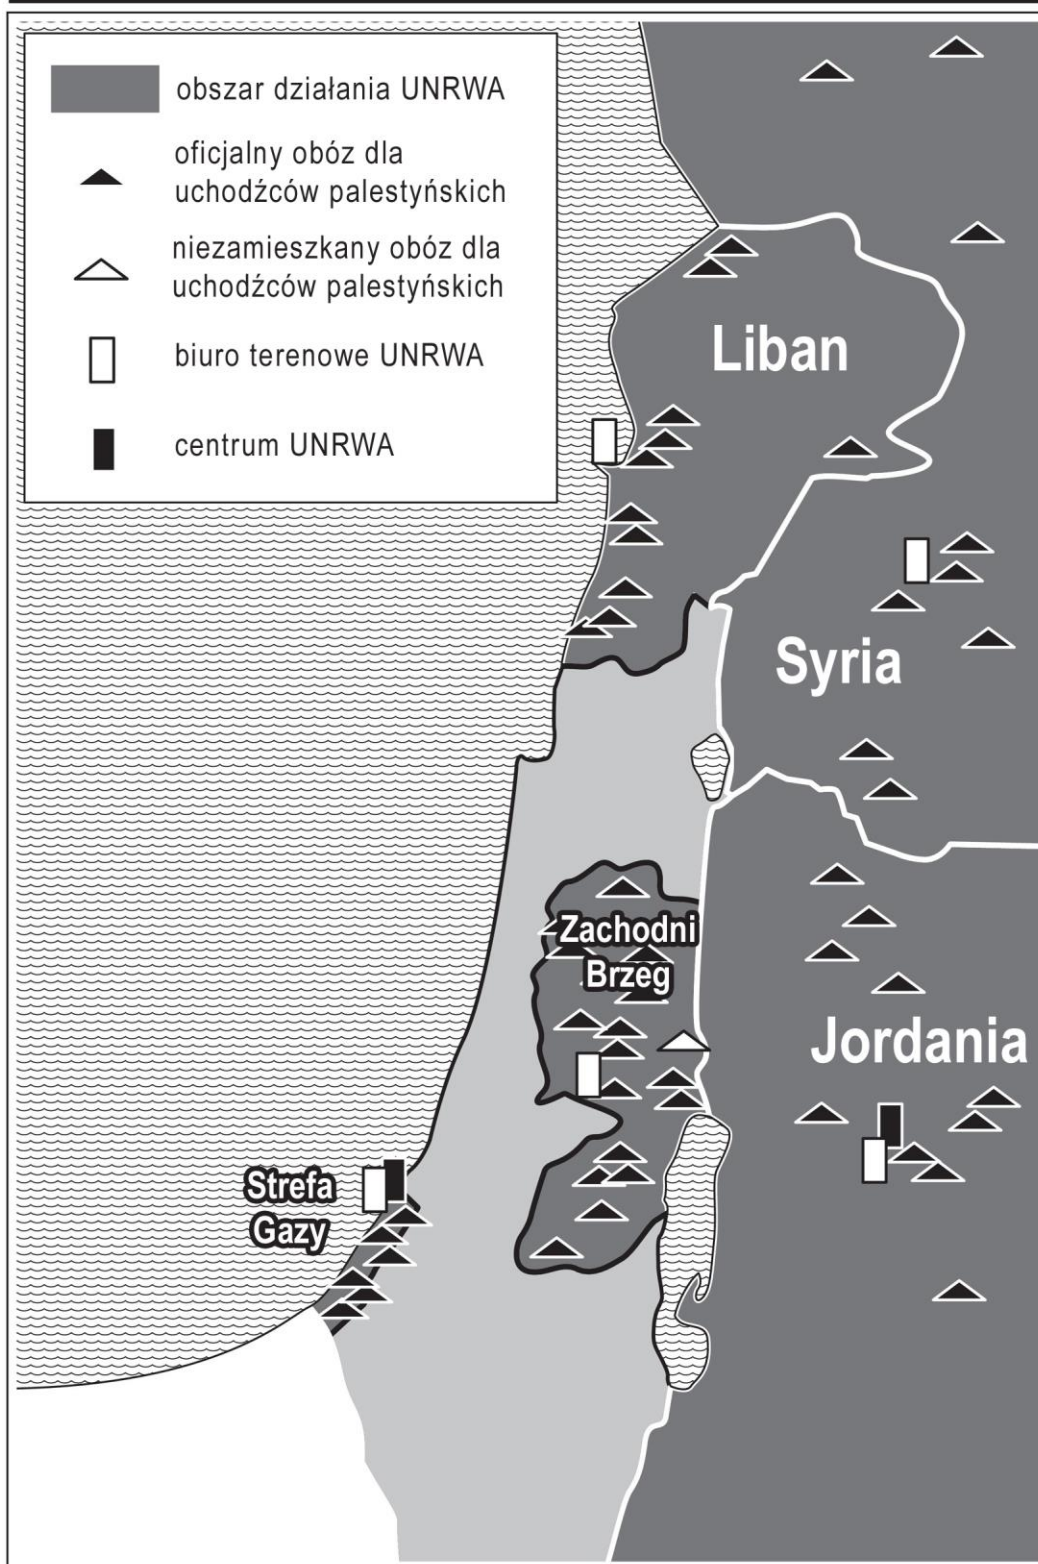 obszar działania UNRWA
oficjalny obóz dla
uchodźców palestyńskich
niezamieszkany obóz dla
uchodźców palestyńskich
biuro terenowe UNRWA
centrum UNRWA
Liban
Syria
Zachodni
Brzeg
Jordania
Strefa
Gazy